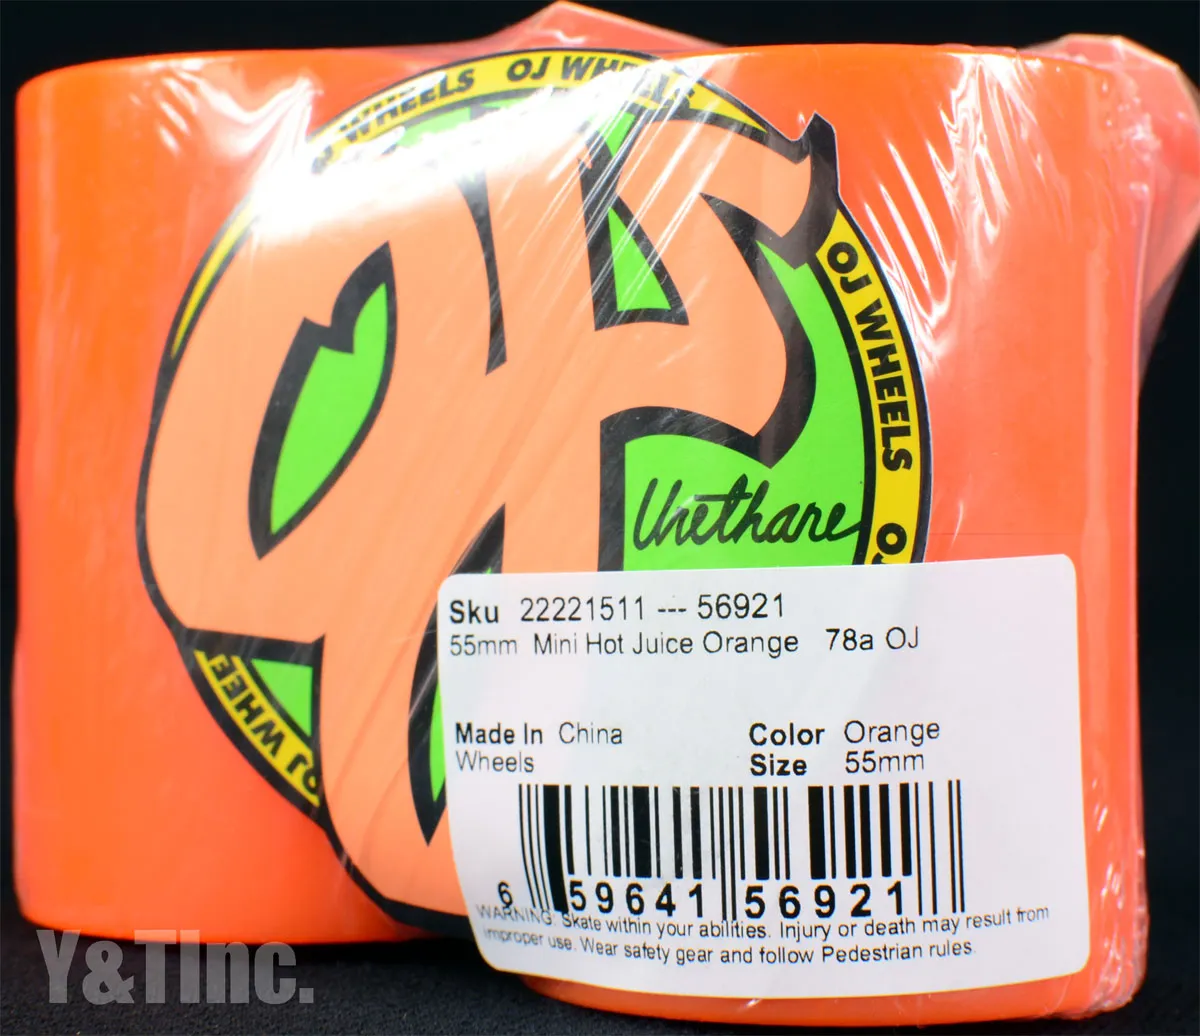 WHEELS OJ WHEELS
OJ WHEELS
OJ
Urethane
OJ WHEE
Sku 22221511 --- 56921
55mm Mini Hot Juice Orange 78a OJ
Made In China Color Orange
Wheels Size 55mm
6 59641 56921
WARNING: Skate within your abilities. Injury or death may result from
improper use. Wear safety gear and follow Pedestrian rules.
Y&TInc.